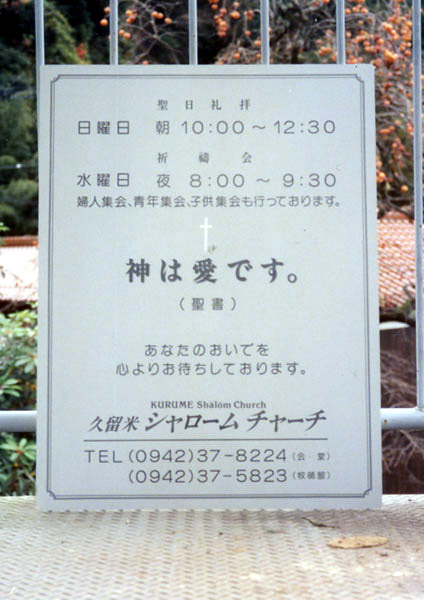 聖日礼拝
日曜日 朝 10:00～12:30
祈祷会
水曜日 夜 8:00～9:30
婦人集会、青年集会、子供集会も行っております。
神は愛です。
(聖書)
あなたのおいでを
心よりお待ちしております。
KURUME Shalom Church
久留米 シャローム チャーチ
TEL(0942)37-8224(会・堂)
(0942)37-5823(牧師館)